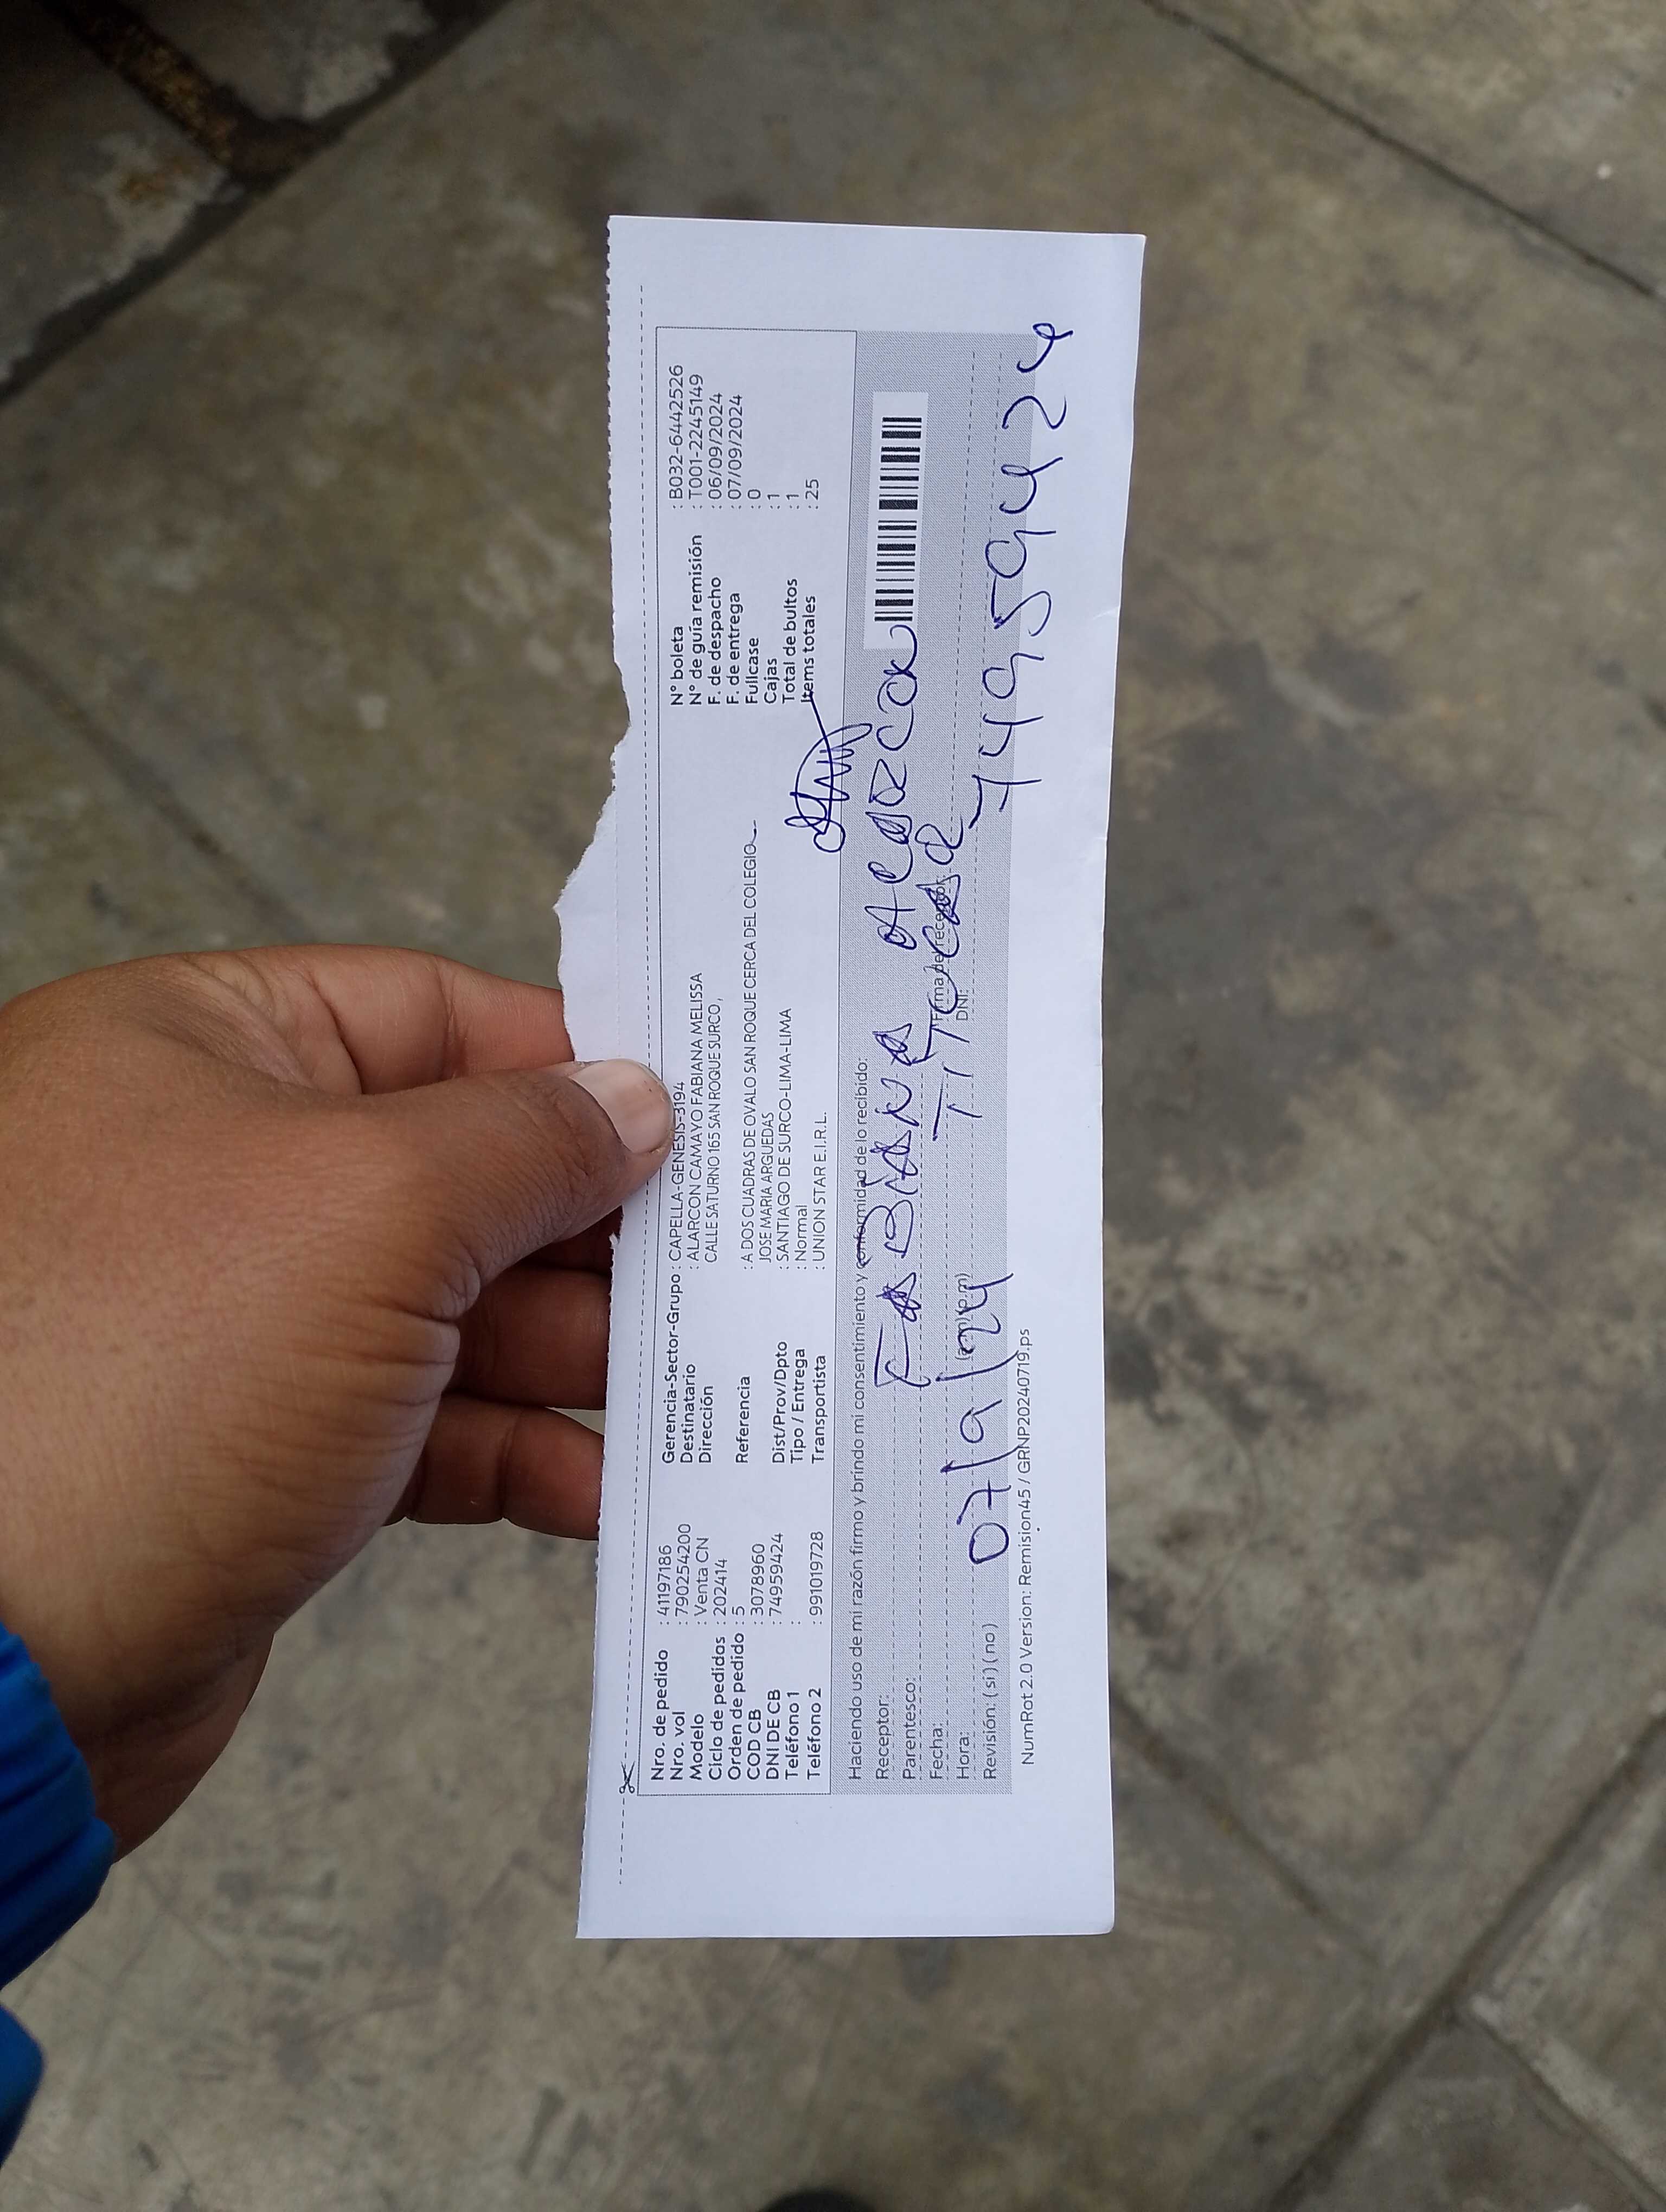 Nro. de pedido : 41197186
Nro. vol : 790254200
Modelo : Venta CN
Ciclo de pedidos : 202414
Orden de pedido : 5
COD CB : 3078960
DNI DE CB : 74959424
Teléfono 1 :
Teléfono 2 : 991019728
Gerencia-Sector-Grupo : CAPELLA-GENESIS-3194
Destinatario : ALARCON CAMAYO FABIANA MELISSA
Dirección CALLE SATURNO 165 SAN ROQUE SURCO ,
Referencia : A DOS CUADRAS DE OVALO SAN ROQUE CERCA DEL COLEGIO
JOSE MARIA ARGUEDAS
Dist/Prov/Dpto : SANTIAGO DE SURCO-LIMA-LIMA
Tipo / Entrega : Normal
Transportista : UNION STAR E.I.R.L.
N° boleta : B032-6442526
N° de guía remisión : T001-2245149
F. de despacho : 06/09/2024
F. de entrega : 07/09/2024
Fullcase : 0
Cajas : 1
Total de bultos : 1
Items totales : 25
Haciendo uso de mi razón firmo y brindo mi consentimiento y conformidad de lo recibido:
Receptor: FABIANA
Parentesco: TITULAR
Fecha: 07/9/24
Hora: (a.m)(p.m)
Revisión: (si) (no)
Firma del receptor:
DNI: 74959424
NumRot 2.0 Version: Remision45 / GRNP20240719.ps